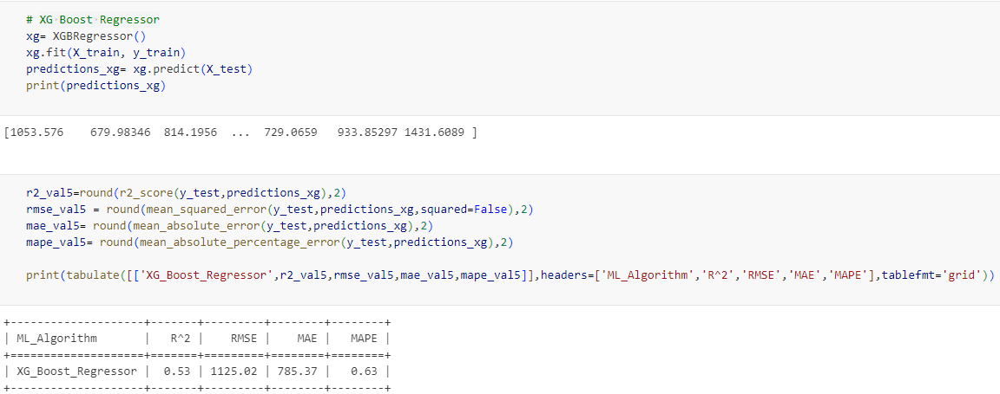 # XG Boost Regressor
xg= XGBRegressor()
xg.fit(X_train, y_train)
predictions_xg= xg.predict(X_test)
print(predictions_xg)
[1053.576    679.98346  814.1956  ...  729.0659   933.85297 1431.6089 ]
r2_val5=round(r2_score(y_test,predictions_xg),2)
rmse_val5 = round(mean_squared_error(y_test,predictions_xg,squared=False),2)
mae_val5= round(mean_absolute_error(y_test,predictions_xg),2)
mape_val5= round(mean_absolute_percentage_error(y_test,predictions_xg),2)
print(tabulate([['XG_Boost_Regressor',r2_val5,rmse_val5,mae_val5,mape_val5]],headers=['ML_Algorithm','R^2','RMSE','MAE','MAPE'],tablefmt='grid'))
+--------------------+-------+---------+--------+--------+
| ML_Algorithm       |   R^2 |    RMSE |    MAE |   MAPE |
+====================+=======+=========+========+========+
| XG_Boost_Regressor |  0.53 | 1125.02 | 785.37 |   0.63 |
+--------------------+-------+---------+--------+--------+